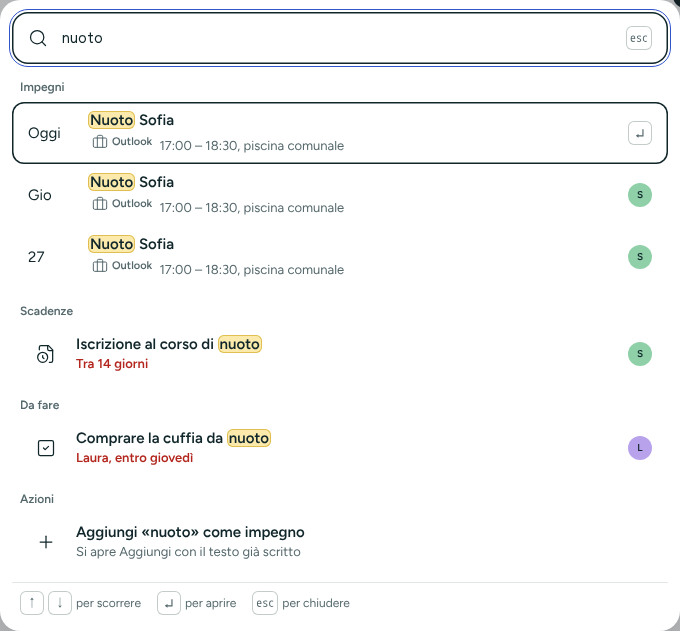 nuoto esc
Impegni
Oggi Nuoto Sofia
Outlook 17:00 – 18:30, piscina comunale
Gio Nuoto Sofia S
Outlook 17:00 – 18:30, piscina comunale
27 Nuoto Sofia S
Outlook 17:00 – 18:30, piscina comunale
Scadenze
Iscrizione al corso di nuoto S
Tra 14 giorni
Da fare
Comprare la cuffia da nuoto L
Laura, entro giovedì
Azioni
Aggiungi «nuoto» come impegno
Si apre Aggiungi con il testo già scritto
↑ ↓ per scorrere ↵ per aprire esc per chiudere